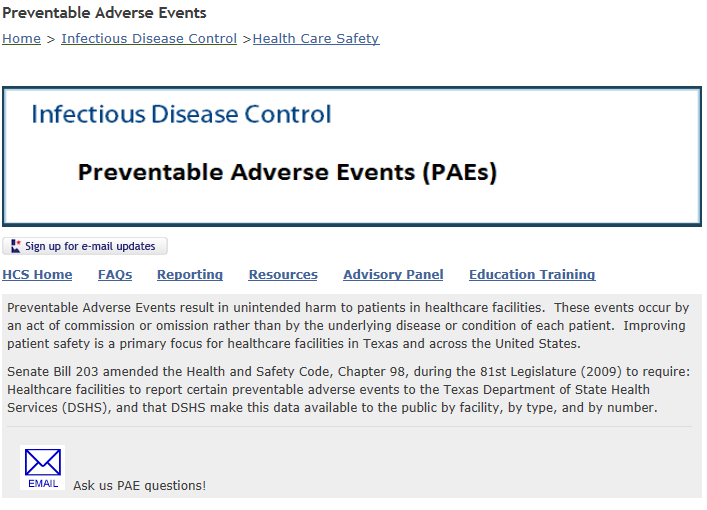 Preventable Adverse Events
Home > Infectious Disease Control >Health Care Safety
Infectious Disease Control
Preventable Adverse Events (PAEs)
Sign up for e-mail updates
HCS Home FAQs Reporting Resources Advisory Panel Education Training
Preventable Adverse Events result in unintended harm to patients in healthcare facilities.  These events occur by
an act of commission or omission rather than by the underlying disease or condition of each patient.  Improving
patient safety is a primary focus for healthcare facilities in Texas and across the United States.
Senate Bill 203 amended the Health and Safety Code, Chapter 98, during the 81st Legislature (2009) to require:
Healthcare facilities to report certain preventable adverse events to the Texas Department of State Health
Services (DSHS), and that DSHS make this data available to the public by facility, by type, and by number.
EMAIL
Ask us PAE questions!